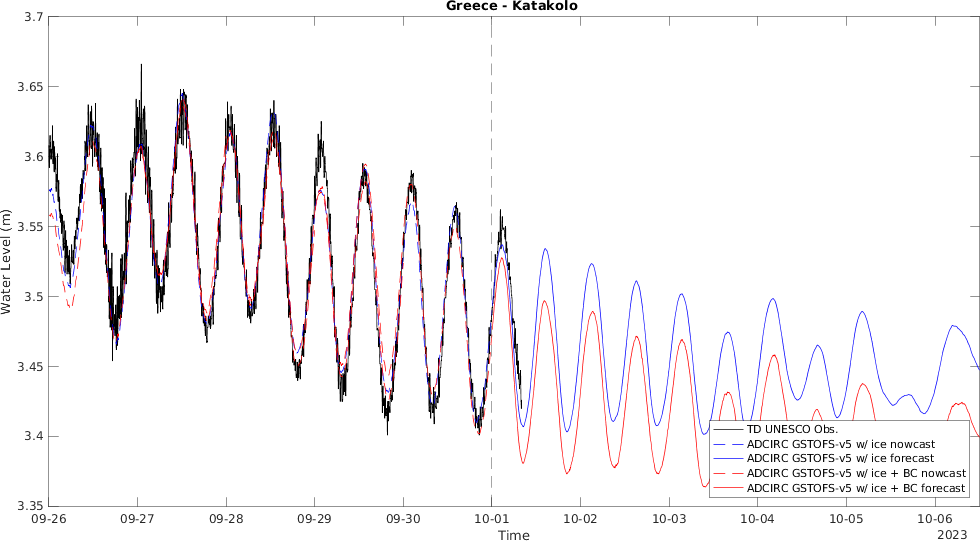 Greece - Katakolo
Water Level (m)
3.7
3.65
3.6
3.55
3.5
3.45
3.4
3.35
TD UNESCO Obs.
ADCIRC GSTOFS-v5 w/ ice nowcast
ADCIRC GSTOFS-v5 w/ ice forecast
ADCIRC GSTOFS-v5 w/ ice + BC nowcast
ADCIRC GSTOFS-v5 w/ ice + BC forecast
09-26 09-27 09-28 09-29 09-30 10-01 10-02 10-03 10-04 10-05 10-06
Time
2023